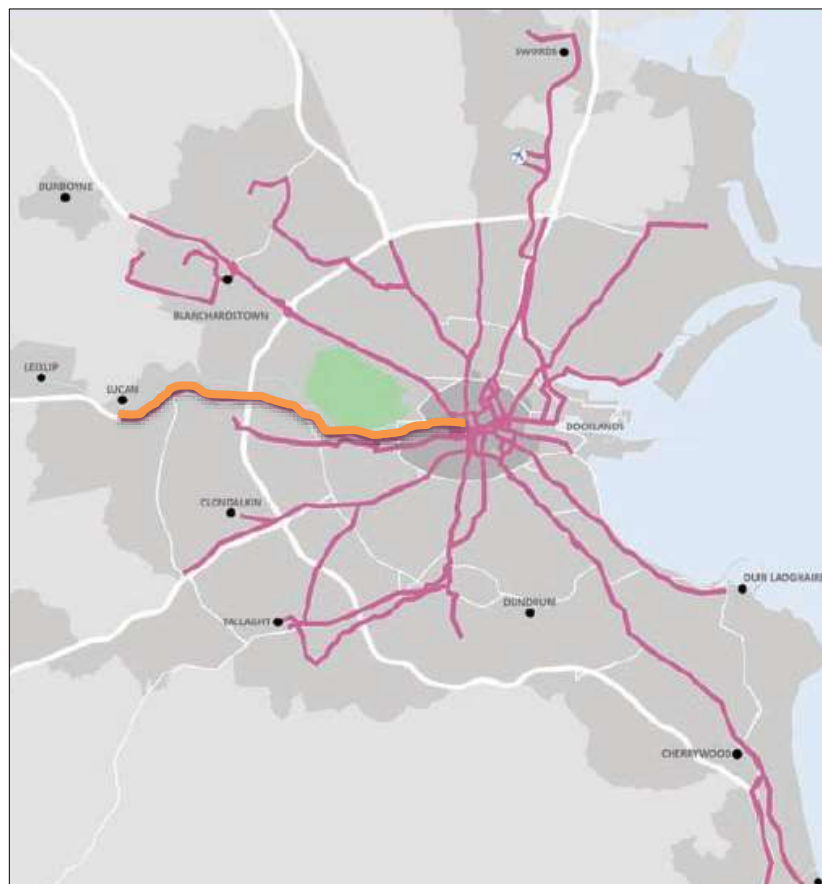 SWORDS
DUNBOYNE
BLANCHARDSTOWN
LEIXLIP
LUCAN
DOCKLANDS
CLONDALKIN
DUN LAOGHAIRE
TALLAGHT
DUNDRUM
CHERRYWOOD